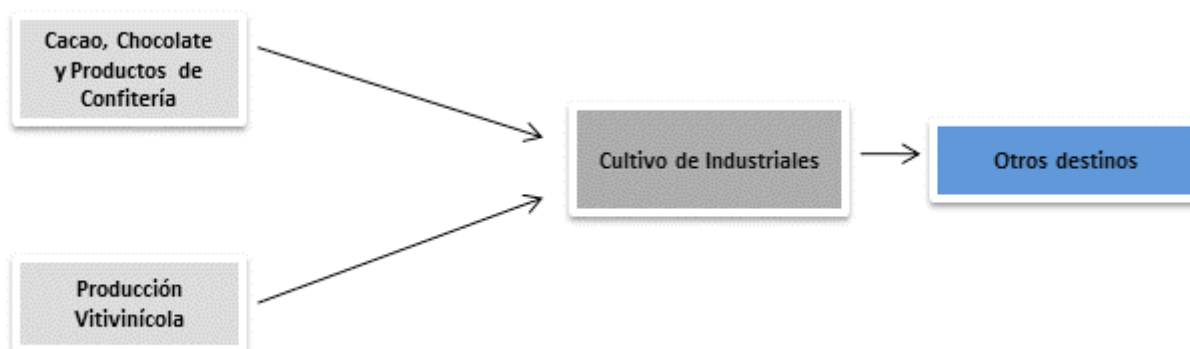 Cacao, Chocolate
y Productos de
Confitería
Cultivo de Industriales
Otros destinos
Producción
Vitivinícola